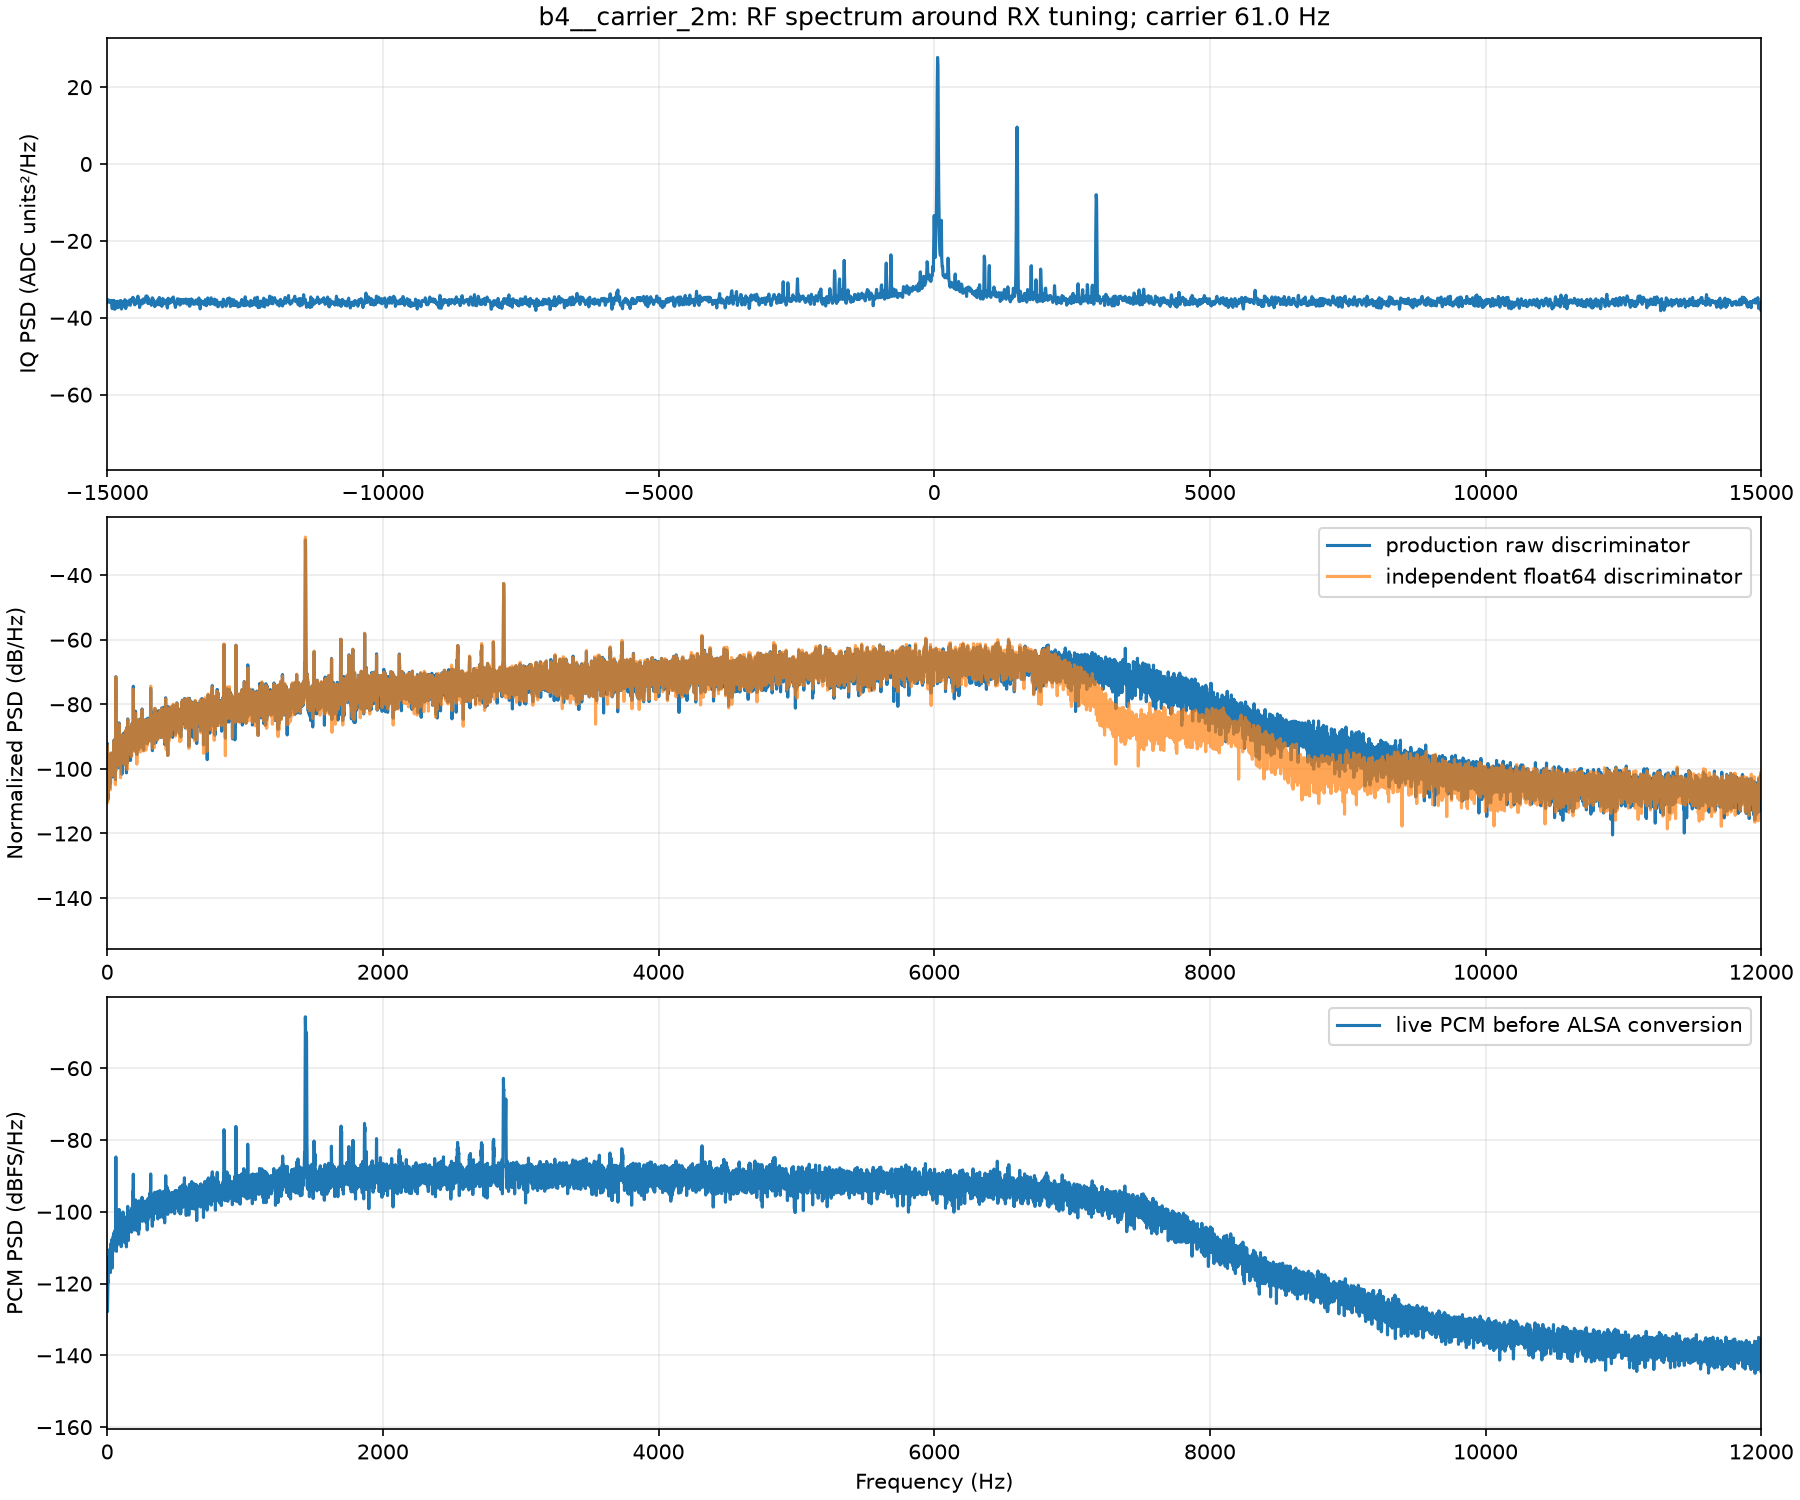 b4__carrier_2m: RF spectrum around RX tuning; carrier 61.0 Hz
IQ PSD (ADC units²/Hz)
20
0
−20
−40
−60
−15000 −10000 −5000 0 5000 10000 15000
production raw discriminator
independent float64 discriminator
Normalized PSD (dB/Hz)
−40
−60
−80
−100
−120
−140
0 2000 4000 6000 8000 10000 12000
live PCM before ALSA conversion
PCM PSD (dBFS/Hz)
−60
−80
−100
−120
−140
−160
0 2000 4000 6000 8000 10000 12000
Frequency (Hz)